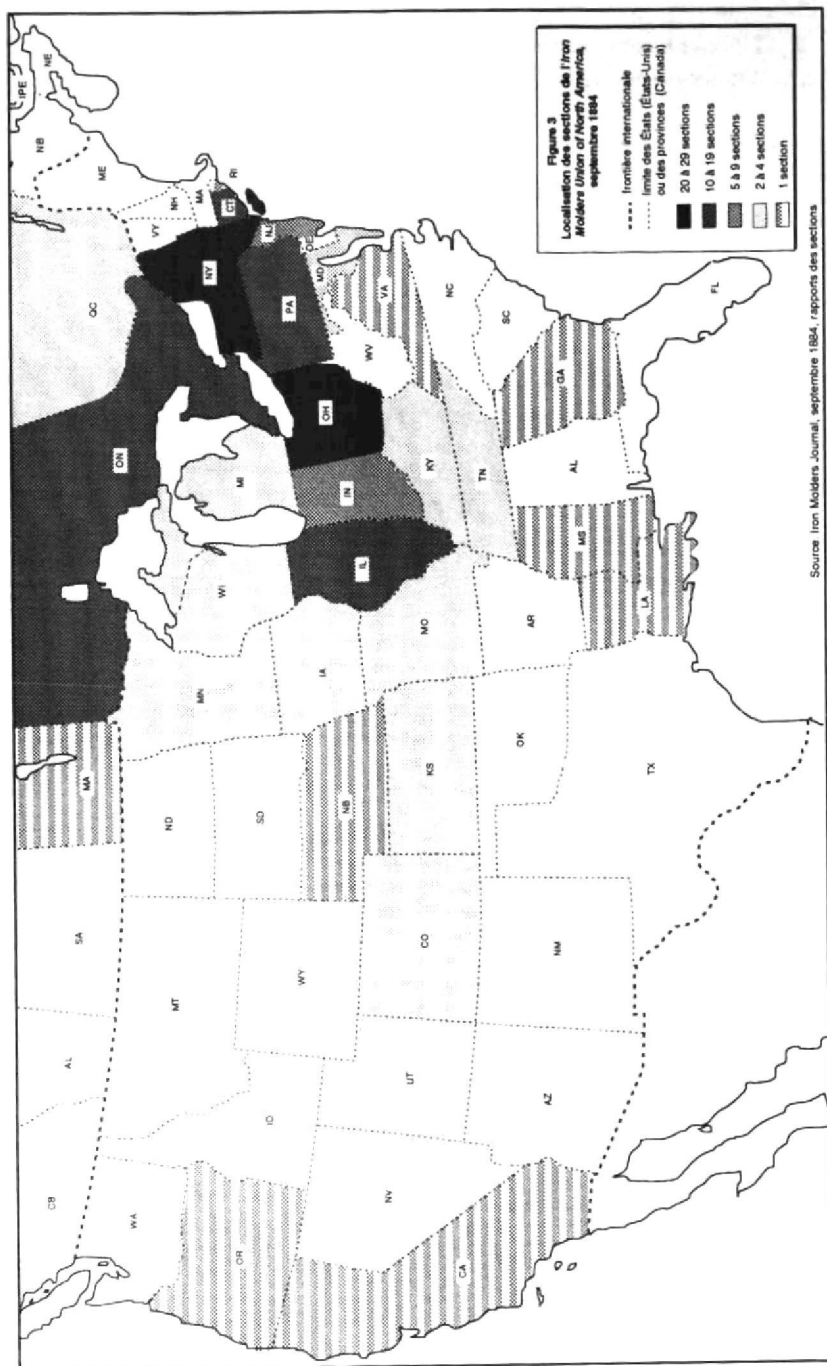 Figure 3
Localisation des sections de l'Iron
Molders Union of North America,
septembre 1884
frontière internationale
limite des États (États-Unis)
ou des provinces (Canada)
20 à 29 sections
10 à 19 sections
5 à 9 sections
2 à 4 sections
1 section
CB
AL
SA
MA
ON
QC
NB
IPE
NE
WA
MT
ND
MN
WI
MI
NY
VY
NH
ME
MA
RI
CT
OR
ID
WY
SD
IA
IL
IN
OH
PA
NJ
DE
MD
NV
UT
CO
NB
KS
MO
KY
WV
VA
CA
AZ
NM
OK
AR
TN
NC
SC
TX
LA
MS
AL
GA
FL
Source Iron Molders Journal, septembre 1884, rapports des sections